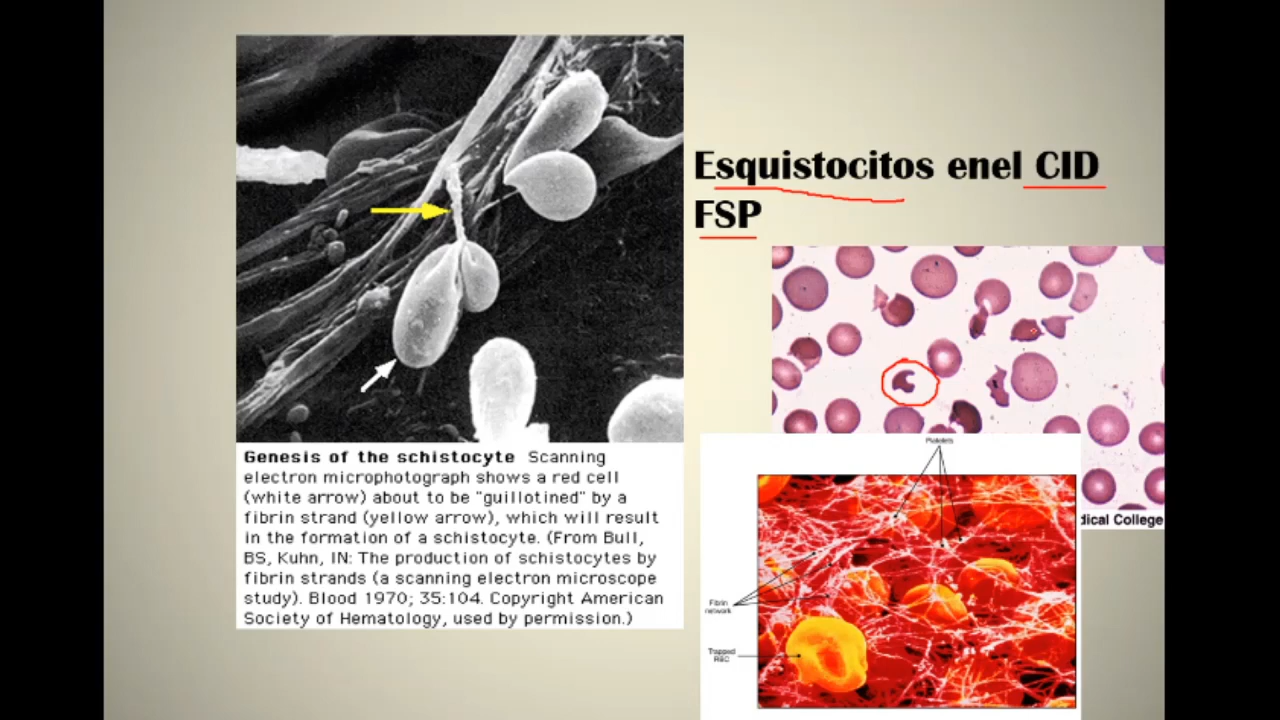 Esquistocitos enel CID
FSP
Genesis of the schistocyte Scanning
electron microphotograph shows a red cell
(white arrow) about to be "guillotined" by a
fibrin strand (yellow arrow), which will result
in the formation of a schistocyte. (From Bull,
BS, Kuhn, IN: The production of schistocytes by
fibrin strands (a scanning electron microscope
study). Blood 1970; 35:104. Copyright American
Society of Hematology, used by permission.)
Platelets
dical College
Fibrin
network
Trapped
RBC